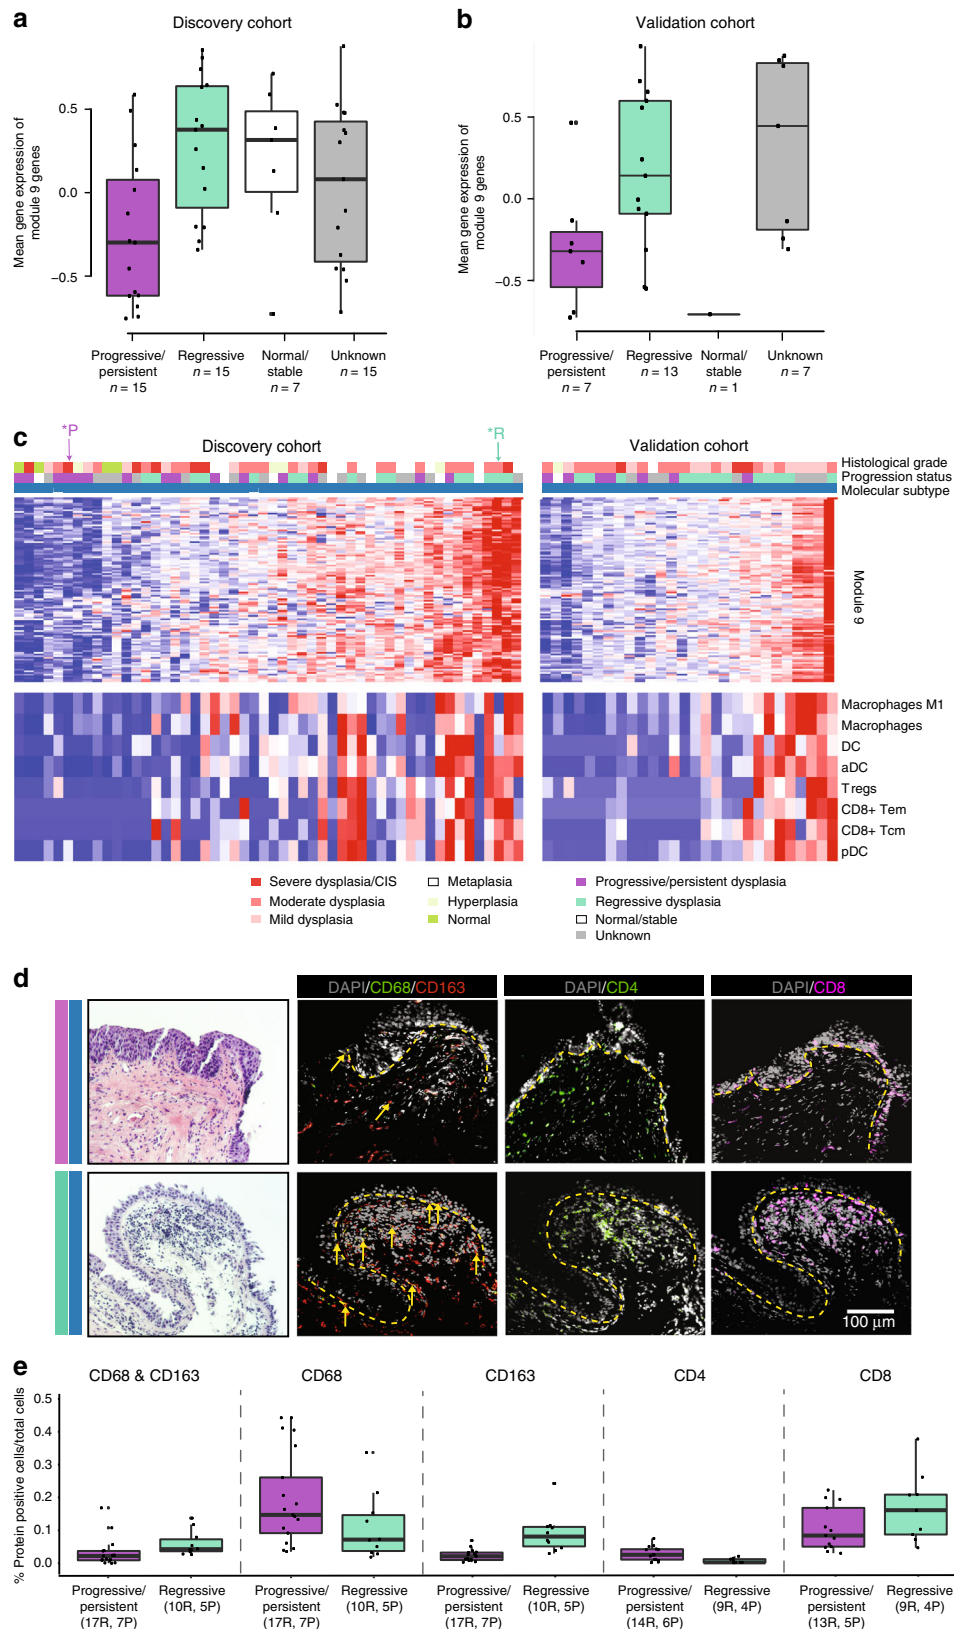 a
Discovery cohort
Mean gene expression of
module 9 genes
0.5
0.0
−0.5
Progressive/
persistent
n = 15
Regressive
n = 15
Normal/
stable
n = 7
Unknown
n = 15
b
Validation cohort
Mean gene expression of
module 9 genes
0.5
0.0
−0.5
Progressive/
persistent
n = 7
Regressive
n = 13
Normal/
stable
n = 1
Unknown
n = 7
c
*P
Discovery cohort
*R
Validation cohort
Histological grade
Progression status
Molecular subtype
Module 9
Macrophages M1
Macrophages
DC
aDC
Tregs
CD8+ Tem
CD8+ Tcm
pDC
Severe dysplasia/CIS
Moderate dysplasia
Mild dysplasia
Metaplasia
Hyperplasia
Normal
Progressive/persistent dysplasia
Regressive dysplasia
Normal/stable
Unknown
d
DAPI/CD68/CD163
DAPI/CD4
DAPI/CD8
100 μm
e
CD68 & CD163
CD68
CD163
CD4
CD8
% Protein positive cells/total cells
0.5
0.4
0.3
0.2
0.1
0.0
Progressive/
persistent
(17R, 7P)
Regressive
(10R, 5P)
Progressive/
persistent
(17R, 7P)
Regressive
(10R, 5P)
Progressive/
persistent
(17R, 7P)
Regressive
(10R, 5P)
Progressive/
persistent
(14R, 6P)
Regressive
(9R, 4P)
Progressive/
persistent
(13R, 5P)
Regressive
(9R, 4P)